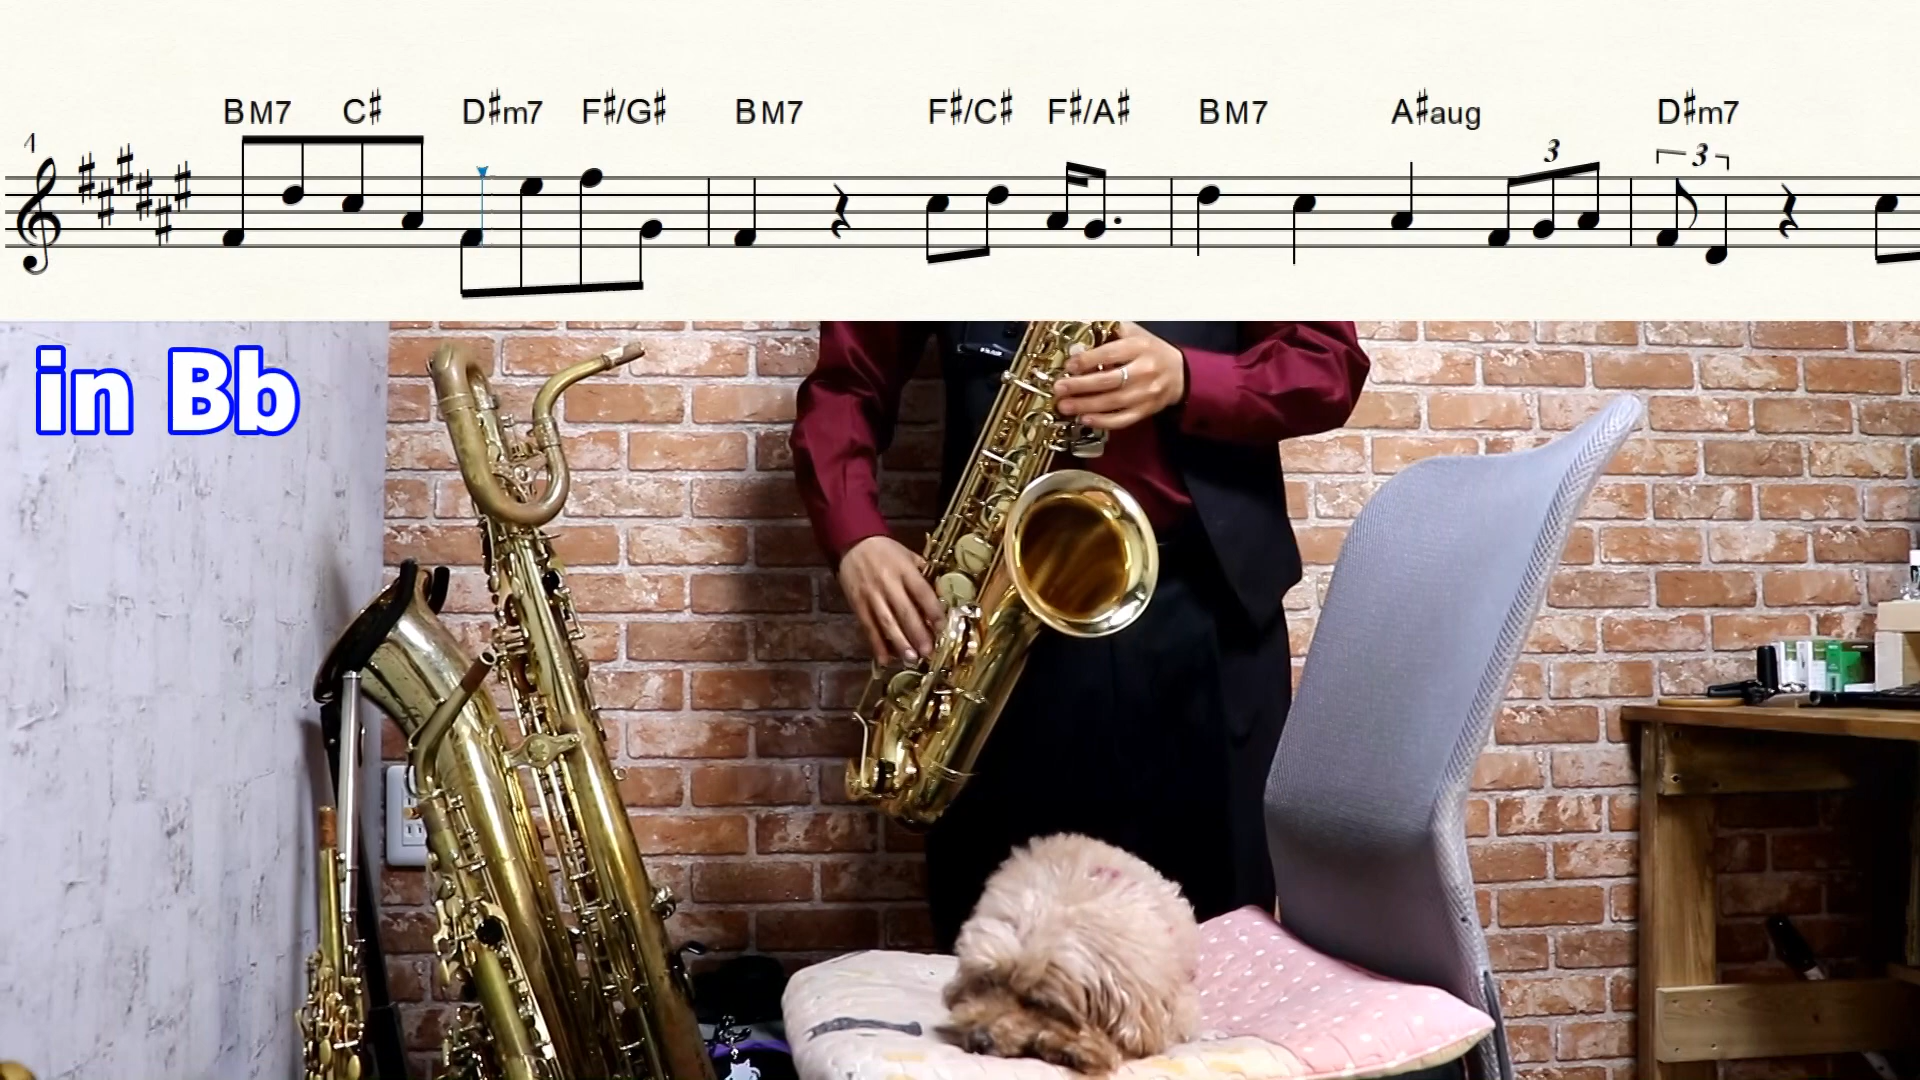 BM7 C♯ D♯m7 F♯/G♯ BM7 F♯/C♯ F♯/A♯ BM7 A♯aug D♯m7
4 3 3
in Bb